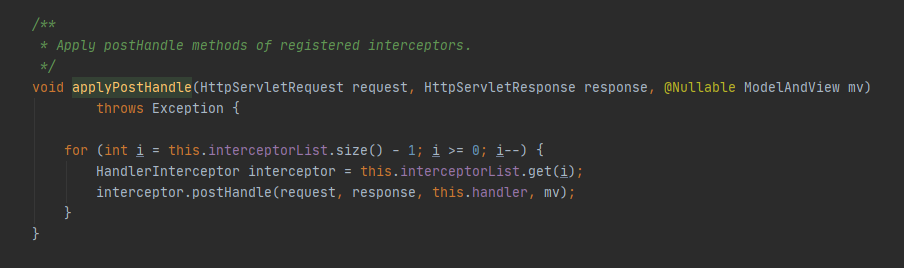 /**
 * Apply postHandle methods of registered interceptors.
 */
void applyPostHandle(HttpServletRequest request, HttpServletResponse response, @Nullable ModelAndView mv)
        throws Exception {
    for (int i = this.interceptorList.size() - 1; i >= 0; i--) {
        HandlerInterceptor interceptor = this.interceptorList.get(i);
        interceptor.postHandle(request, response, this.handler, mv);
    }
}